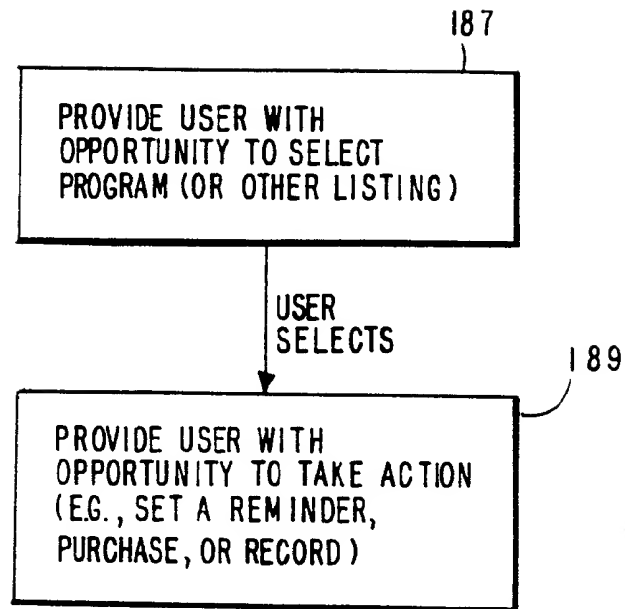 187
PROVIDE USER WITH
OPPORTUNITY TO SELECT
PROGRAM (OR OTHER LISTING)
USER
SELECTS
189
PROVIDE USER WITH
OPPORTUNITY TO TAKE ACTION
(E.G., SET A REMINDER,
PURCHASE, OR RECORD)